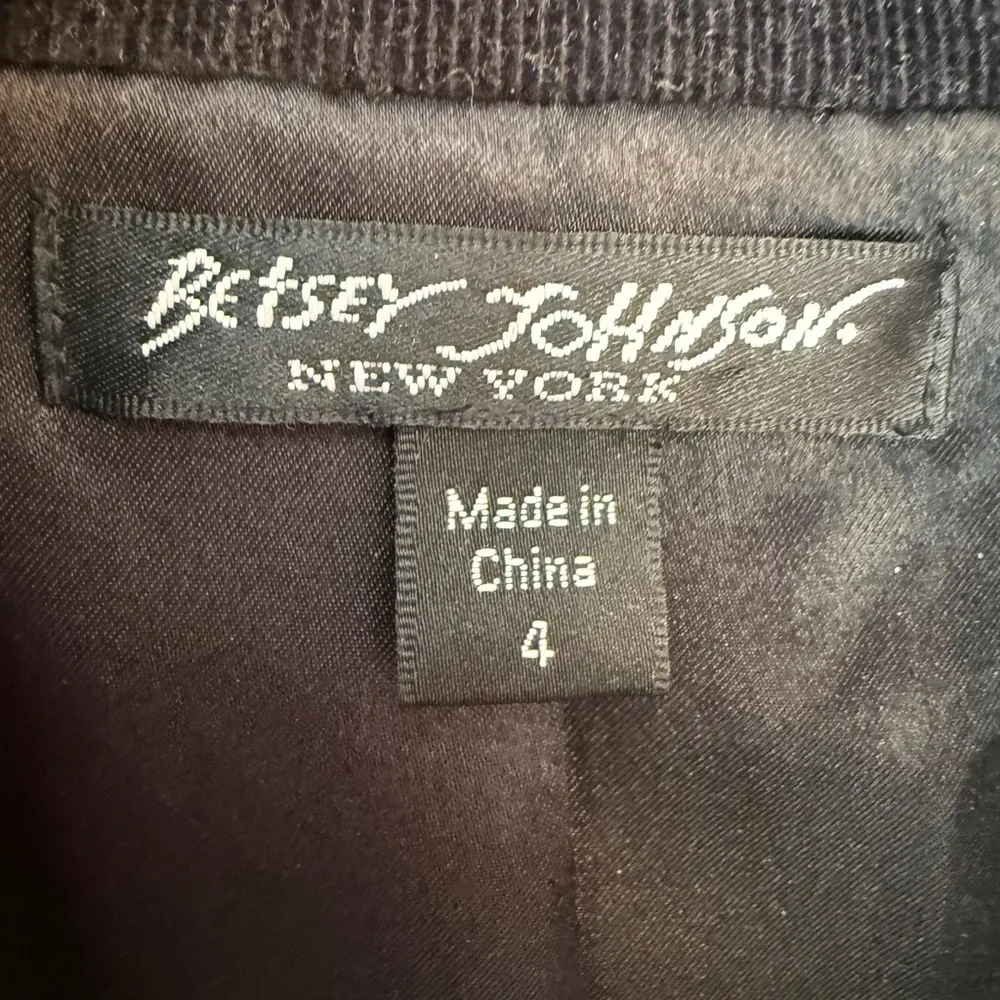 BETSEY JOHNSON.
NEW YORK
Made in
China
4